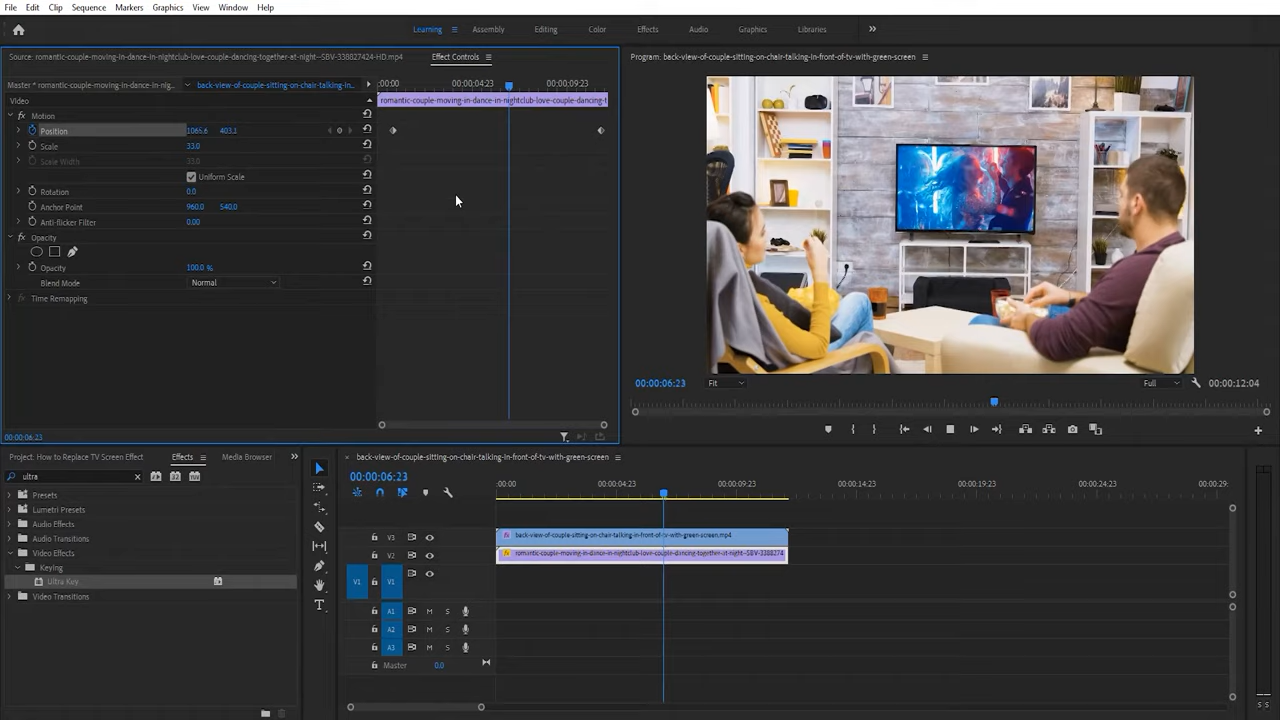 File Edit Clip Sequence Markers Graphics View Window Help
Learning Assembly Editing Color Effects Audio Graphics Libraries
Source: romantic-couple-moving-in-dance-in-nightclub-love-couple-dancing-together-at-night--SBV-338827424-HD.mp4 Effect Controls
Program: back-view-of-couple-sitting-on-chair-talking-in-front-of-tv-with-green-screen
Master * romantic-couple-moving-in-dance-in-nig... back-view-of-couple-sitting-on-chair-talking-in... :00:00 00:00:04:23 00:00:09:23
Video romantic-couple-moving-in-dance-in-nightclub-love-couple-dancing-t
fx Motion
Position 1065.6 403.1
Scale 33.0
Scale Width 33.0
Uniform Scale
Rotation 0.0
Anchor Point 960.0 540.0
Anti-flicker Filter 0.00
fx Opacity
Opacity 100.0 %
Blend Mode Normal
fx Time Remapping
00:00:06:23 Fit Full 00:00:12:04
00:00:06:23
Project: How to Replace TV Screen Effect Effects Media Browser
ultra
Presets
Lumetri Presets
Audio Effects
Audio Transitions
Video Effects
Keying
Ultra Key
Video Transitions
back-view-of-couple-sitting-on-chair-talking-in-front-of-tv-with-green-screen
00:00:06:23
:00:00 00:00:04:23 00:00:09:23 00:00:14:23 00:00:19:23 00:00:24:23 00:00:29:
V3 fx back-view-of-couple-sitting-on-chair-talking-in-front-of-tv-with-green-screen.mp4
V2 fx romantic-couple-moving-in-dance-in-nightclub-love-couple-dancing-together-at-night--SBV-3388274
V1 V1
A1 M S
A2 M S
A3 M S
Master 0.0
S S